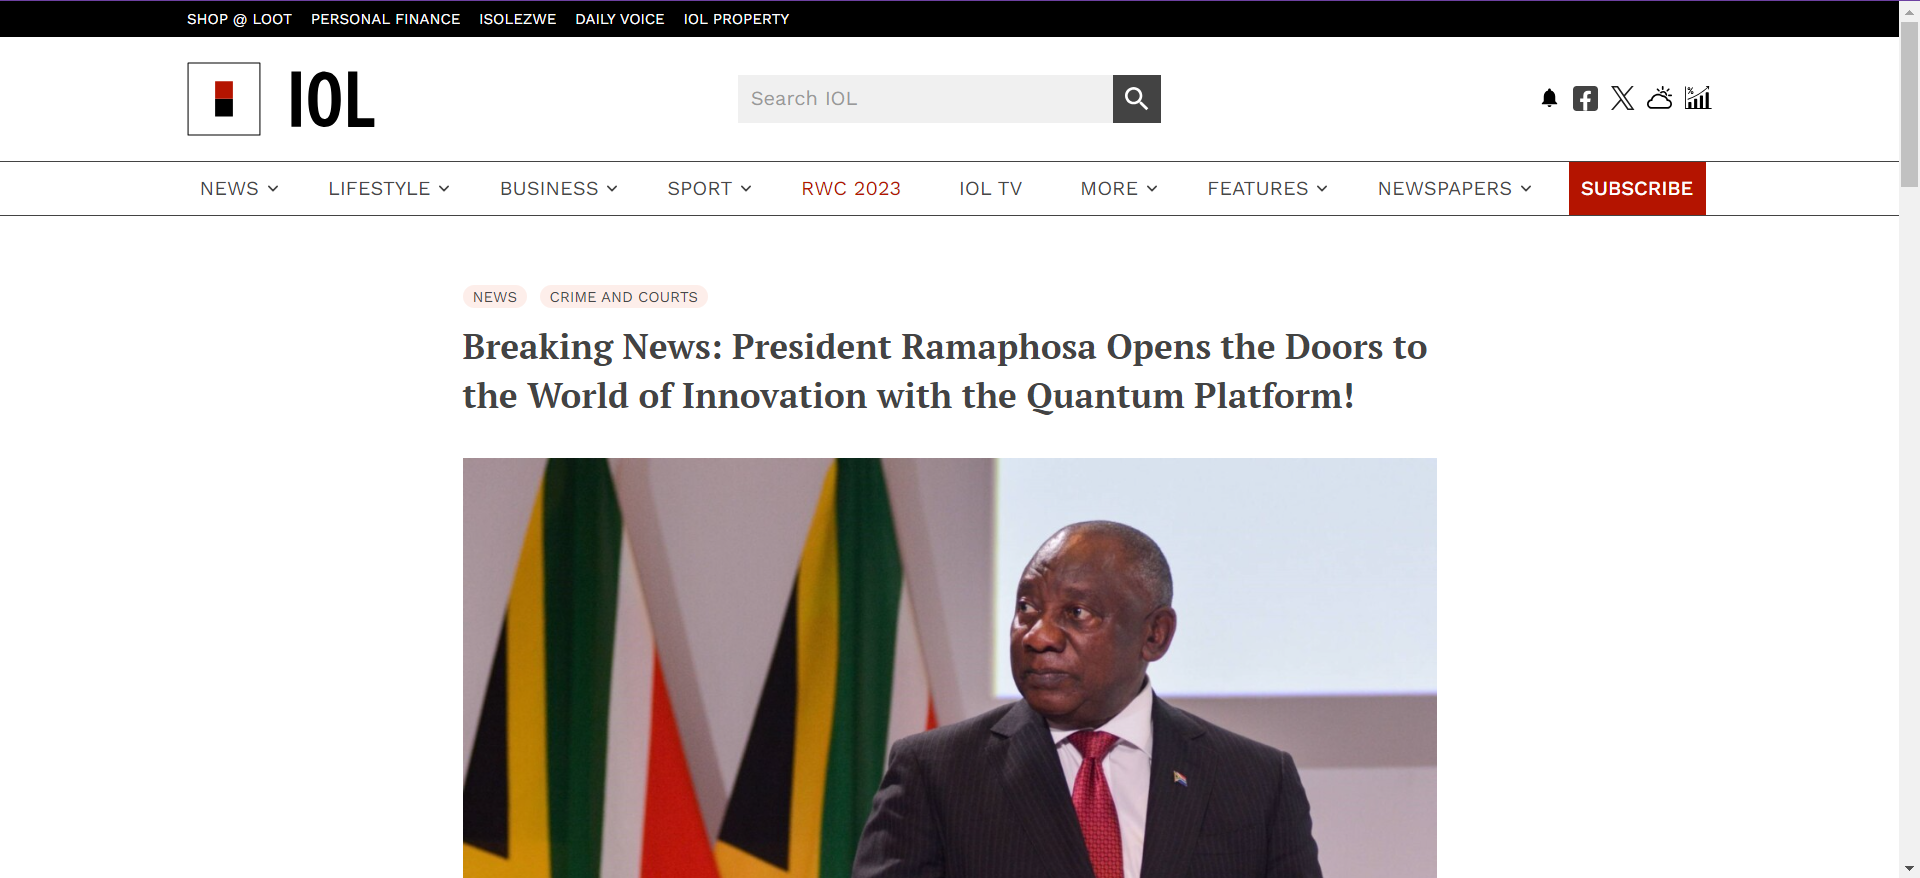 SHOP @ LOOT PERSONAL FINANCE ISOLEZWE DAILY VOICE IOL PROPERTY
IOL
Search IOL
NEWS LIFESTYLE BUSINESS SPORT RWC 2023 IOL TV MORE FEATURES NEWSPAPERS SUBSCRIBE
NEWS CRIME AND COURTS
Breaking News: President Ramaphosa Opens the Doors to
the World of Innovation with the Quantum Platform!